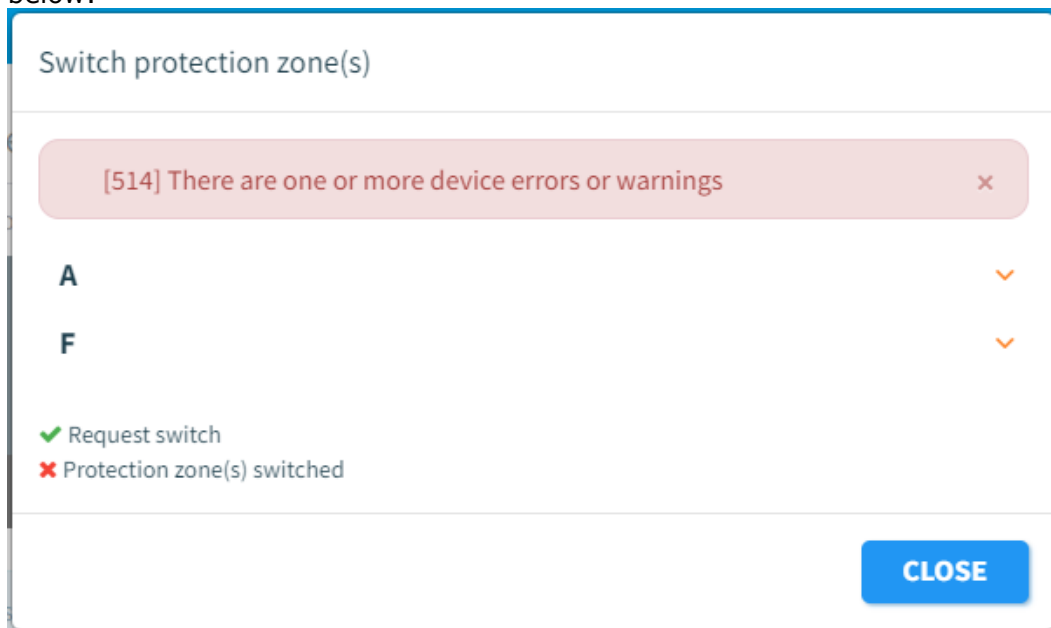 below:
Switch protection zone(s)
[514] There are one or more device errors or warnings ×
A
F
✔ Request switch
✖ Protection zone(s) switched
CLOSE